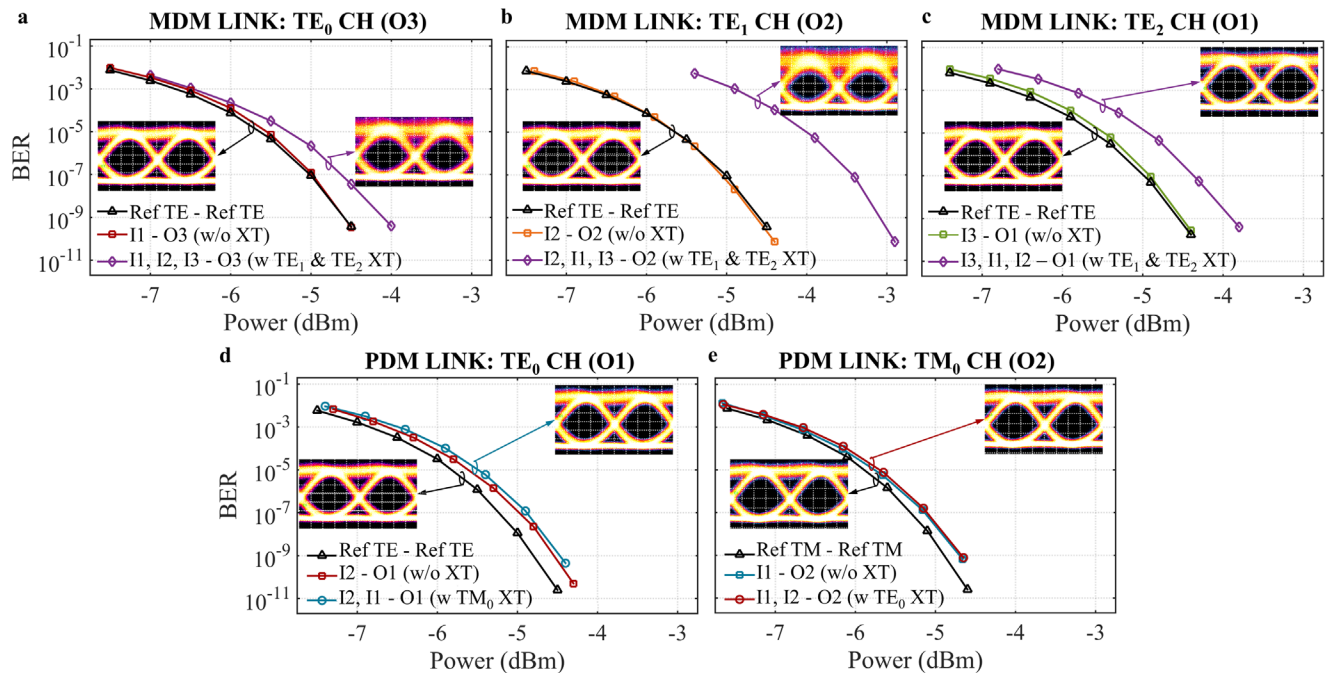 a MDM LINK: TE₀ CH (O3)
BER
10⁻¹
10⁻³
10⁻⁵
10⁻⁷
10⁻⁹
10⁻¹¹
Ref TE - Ref TE
I1 - O3 (w/o XT)
I1, I2, I3 - O3 (w TE₁ & TE₂ XT)
-7 -6 -5 -4 -3
Power (dBm)
b MDM LINK: TE₁ CH (O2)
Ref TE - Ref TE
I2 - O2 (w/o XT)
I2, I1, I3 - O2 (w TE₁ & TE₂ XT)
-7 -6 -5 -4 -3
Power (dBm)
c MDM LINK: TE₂ CH (O1)
Ref TE - Ref TE
I3 - O1 (w/o XT)
I3, I1, I2 – O1 (w TE₁ & TE₂ XT)
-7 -6 -5 -4 -3
Power (dBm)
d PDM LINK: TE₀ CH (O1)
BER
10⁻¹
10⁻³
10⁻⁵
10⁻⁷
10⁻⁹
10⁻¹¹
Ref TE - Ref TE
I2 - O1 (w/o XT)
I2, I1 - O1 (w TM₀ XT)
-7 -6 -5 -4 -3
Power (dBm)
e PDM LINK: TM₀ CH (O2)
Ref TM - Ref TM
I1 - O2 (w/o XT)
I1, I2 - O2 (w TE₀ XT)
-7 -6 -5 -4 -3
Power (dBm)